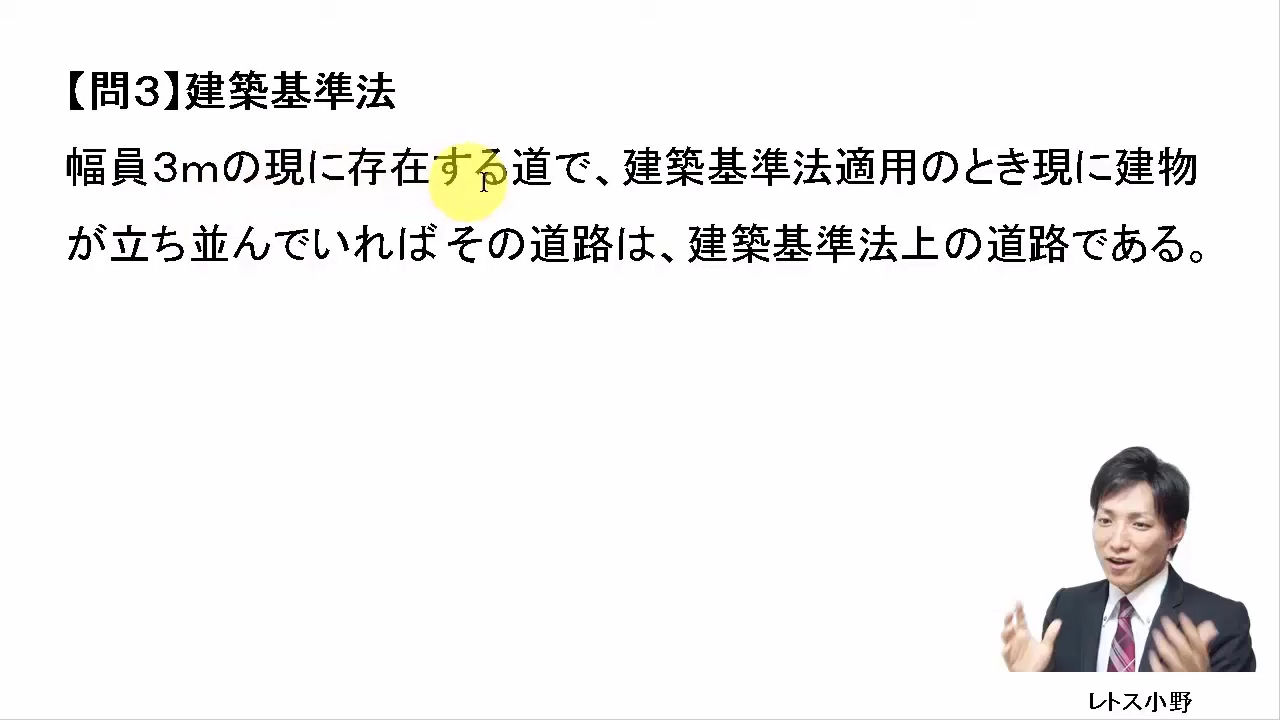 【問３】建築基準法
幅員３ｍの現に存在する道で、建築基準法適用のとき現に建物
が立ち並んでいればその道路は、建築基準法上の道路である。
レトス小野